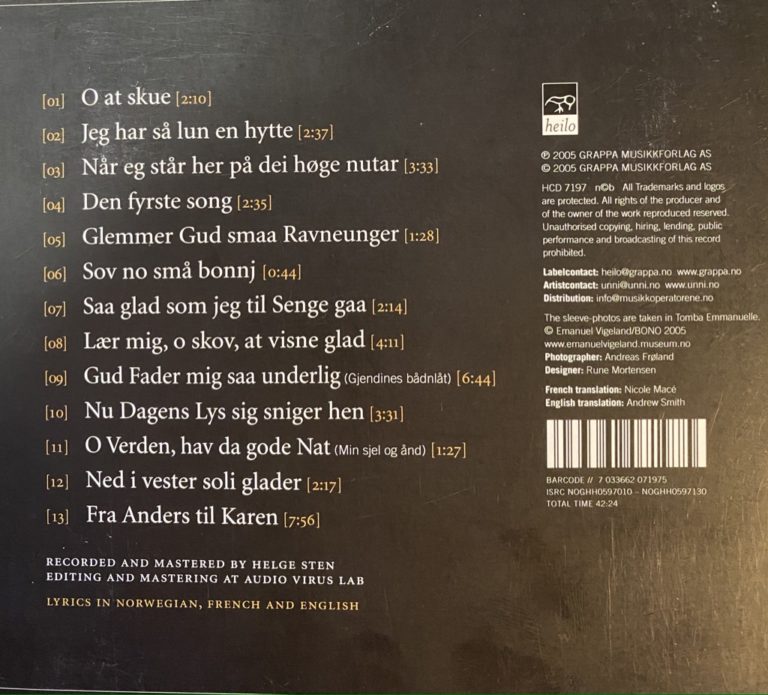 [01] O at skue [2:10]
[02] Jeg har så lun en hytte [2:37]
[03] Når eg står her på dei høge nutar [3:33]
[04] Den fyrste song [2:35]
[05] Glemmer Gud smaa Ravneunger [1:28]
[06] Sov no små bonnj [0:44]
[07] Saa glad som jeg til Senge gaa [2:14]
[08] Lær mig, o skov, at visne glad [4:11]
[09] Gud Fader mig saa underlig (Gjendines bådnlåt) [6:44]
[10] Nu Dagens Lys sig sniger hen [3:31]
[11] O Verden, hav da gode Nat (Min sjel og ånd) [1:27]
[12] Ned i vester soli glader [2:17]
[13] Fra Anders til Karen [7:56]
RECORDED AND MASTERED BY HELGE STEN
EDITING AND MASTERING AT AUDIO VIRUS LAB
LYRICS IN NORWEGIAN, FRENCH AND ENGLISH
heilo
℗ 2005 GRAPPA MUSIKKFORLAG AS
© 2005 GRAPPA MUSIKKFORLAG AS
HCD 7197 n©b All Trademarks and logos
are protected. All rights of the producer and
of the owner of the work reproduced reserved.
Unauthorised copying, hiring, lending, public
performance and broadcasting of this record
prohibited.
Labelcontact: heilo@grappa.no www.grappa.no
Artistcontact: unni@unni.no www.unni.no
Distribution: info@musikkoperatorene.no
The sleeve-photos are taken in Tomba Emmanuelle.
© Emanuel Vigeland/BONO 2005
www.emanuelvigeland.museum.no
Photographer: Andreas Frøland
Designer: Rune Mortensen
French translation: Nicole Macé
English translation: Andrew Smith
BARCODE // 7 033662 071975
ISRC NOGHH0597010 – NOGHH0597130
TOTAL TIME 42:24